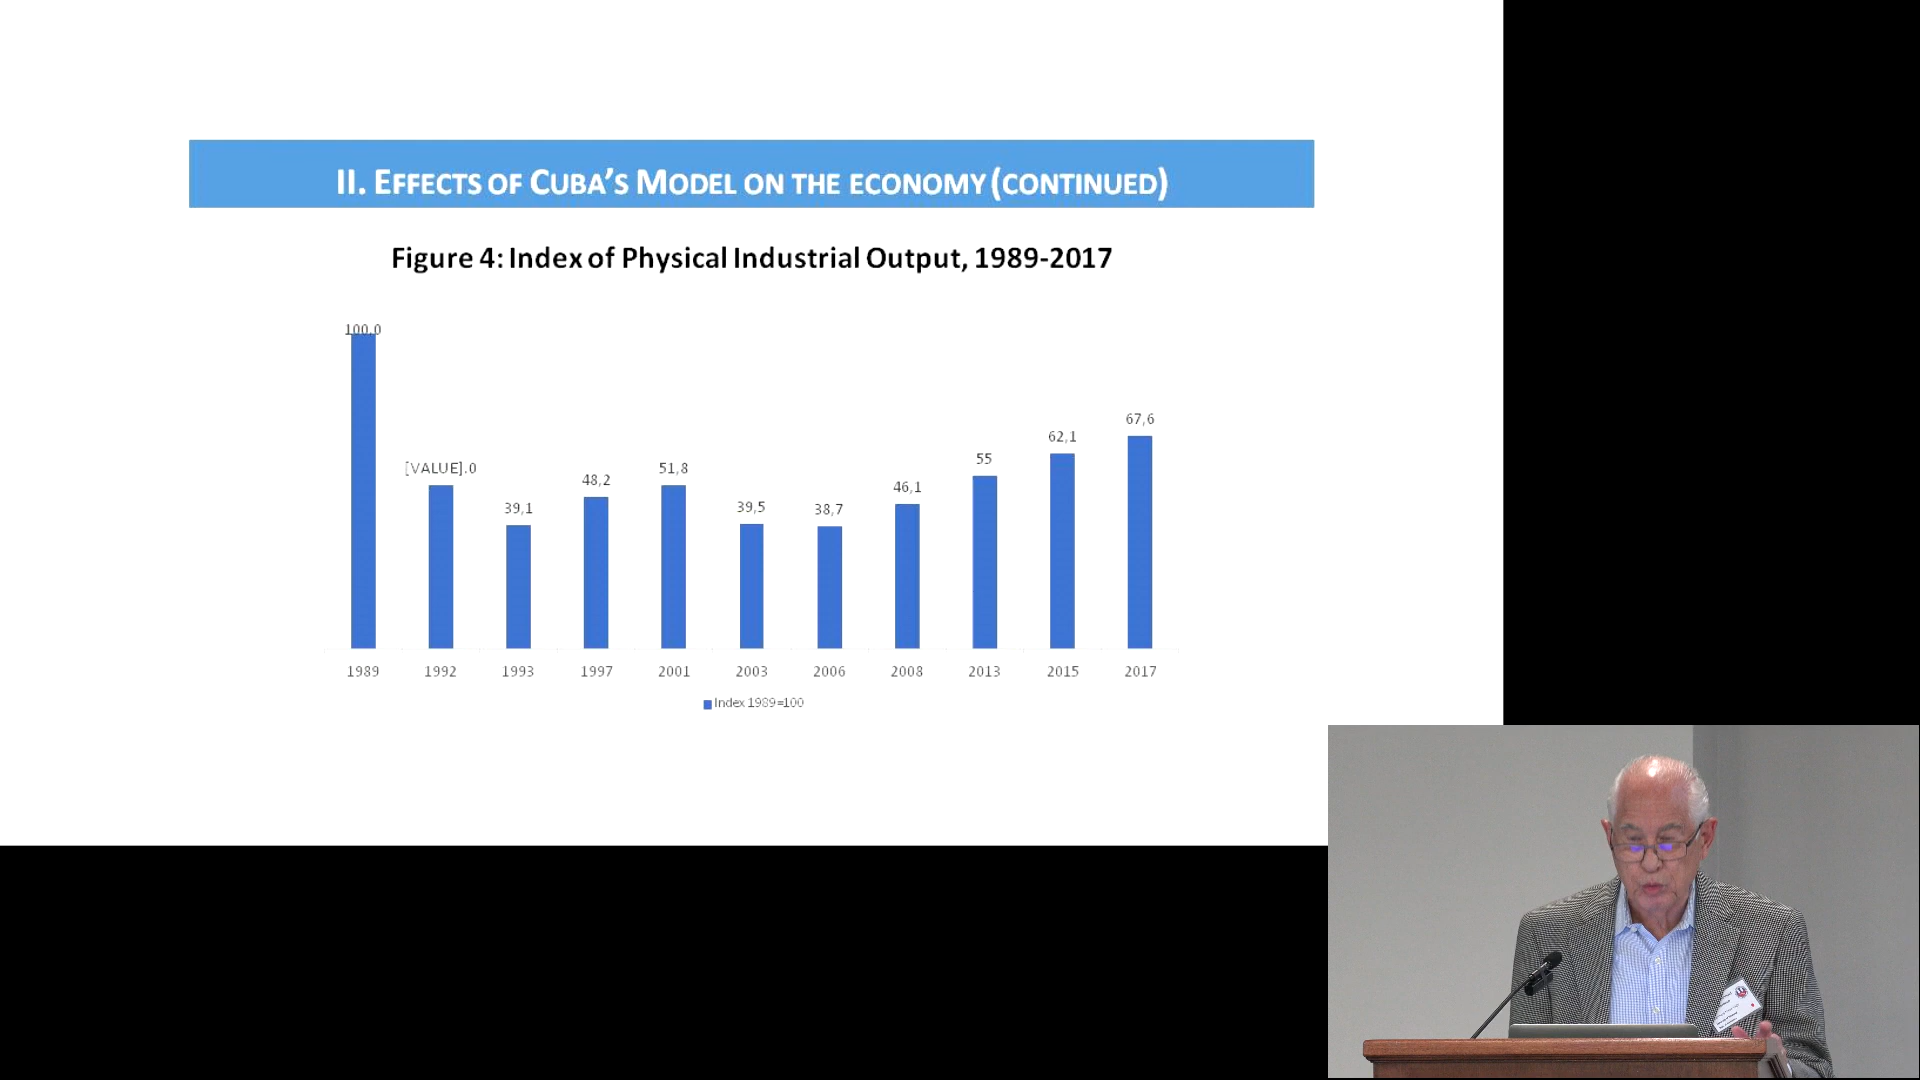 II. EFFECTS OF CUBA'S MODEL ON THE ECONOMY (CONTINUED)
Figure 4: Index of Physical Industrial Output, 1989-2017
100,0
[VALUE].0
39,1
48,2
51,8
39,5
38,7
46,1
55
62,1
67,6
1989 1992 1993 1997 2001 2003 2006 2008 2013 2015 2017
Index 1989=100